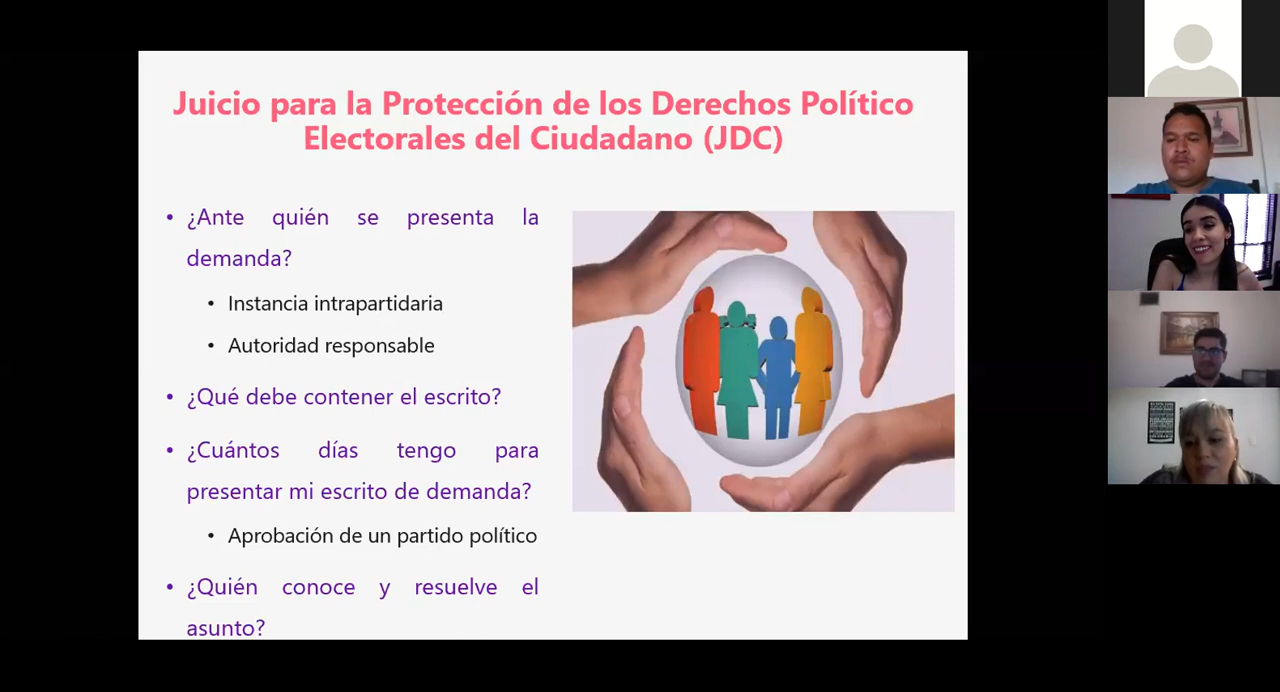 Juicio para la Protección de los Derechos Político
Electorales del Ciudadano (JDC)
• ¿Ante quién se presenta la
demanda?
• Instancia intrapartidaria
• Autoridad responsable
• ¿Qué debe contener el escrito?
• ¿Cuántos días tengo para
presentar mi escrito de demanda?
• Aprobación de un partido político
• ¿Quién conoce y resuelve el
asunto?